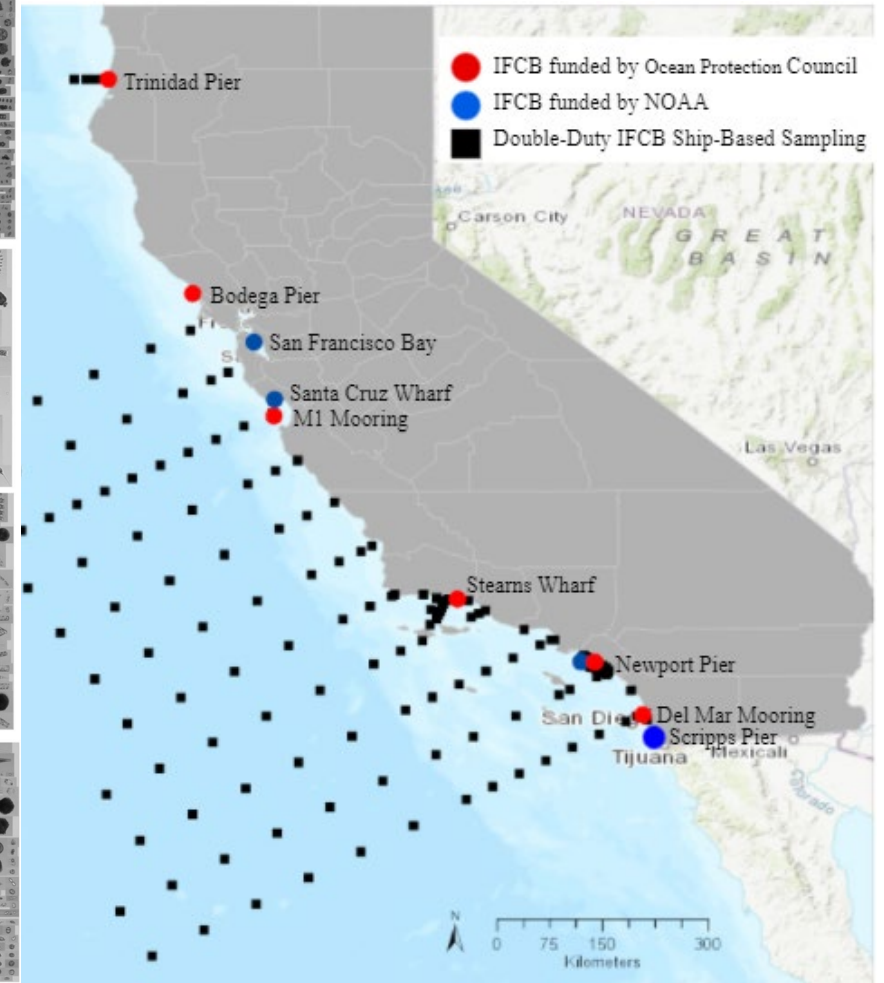 IFCB funded by Ocean Protection Council
IFCB funded by NOAA
Double-Duty IFCB Ship-Based Sampling
Trinidad Pier
Carson City
NEVADA
GREAT
BASIN
Bodega Pier
San Francisco Bay
Santa Cruz Wharf
M1 Mooring
Las Vegas
Stearns Wharf
Newport Pier
San Dieg
Del Mar Mooring
Scripps Pier
Tijuana
Mexicali
Colorado
N
0 75 150 300
Kilometers